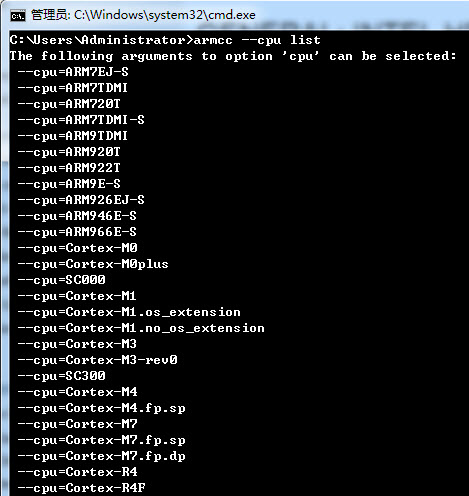 管理员: C:\Windows\system32\cmd.exe
C:\Users\Administrator>armcc --cpu list
The following arguments to option 'cpu' can be selected:
--cpu=ARM7EJ-S
--cpu=ARM7TDMI
--cpu=ARM720T
--cpu=ARM7TDMI-S
--cpu=ARM9TDMI
--cpu=ARM920T
--cpu=ARM922T
--cpu=ARM9E-S
--cpu=ARM926EJ-S
--cpu=ARM946E-S
--cpu=ARM966E-S
--cpu=Cortex-M0
--cpu=Cortex-M0plus
--cpu=SC000
--cpu=Cortex-M1
--cpu=Cortex-M1.os_extension
--cpu=Cortex-M1.no_os_extension
--cpu=Cortex-M3
--cpu=Cortex-M3-rev0
--cpu=SC300
--cpu=Cortex-M4
--cpu=Cortex-M4.fp.sp
--cpu=Cortex-M7
--cpu=Cortex-M7.fp.sp
--cpu=Cortex-M7.fp.dp
--cpu=Cortex-R4
--cpu=Cortex-R4F